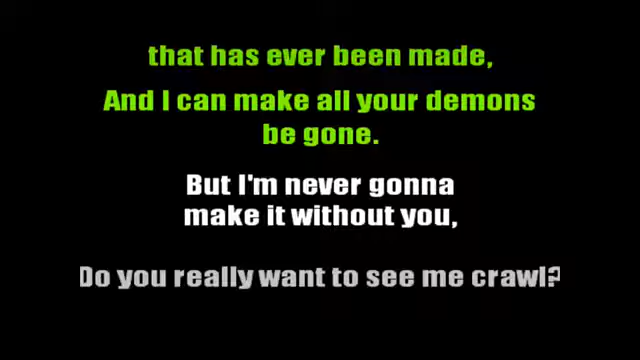 that has ever been made,
And I can make all your demons
be gone.
But I'm never gonna
make it without you,
Do you really want to see me crawl?